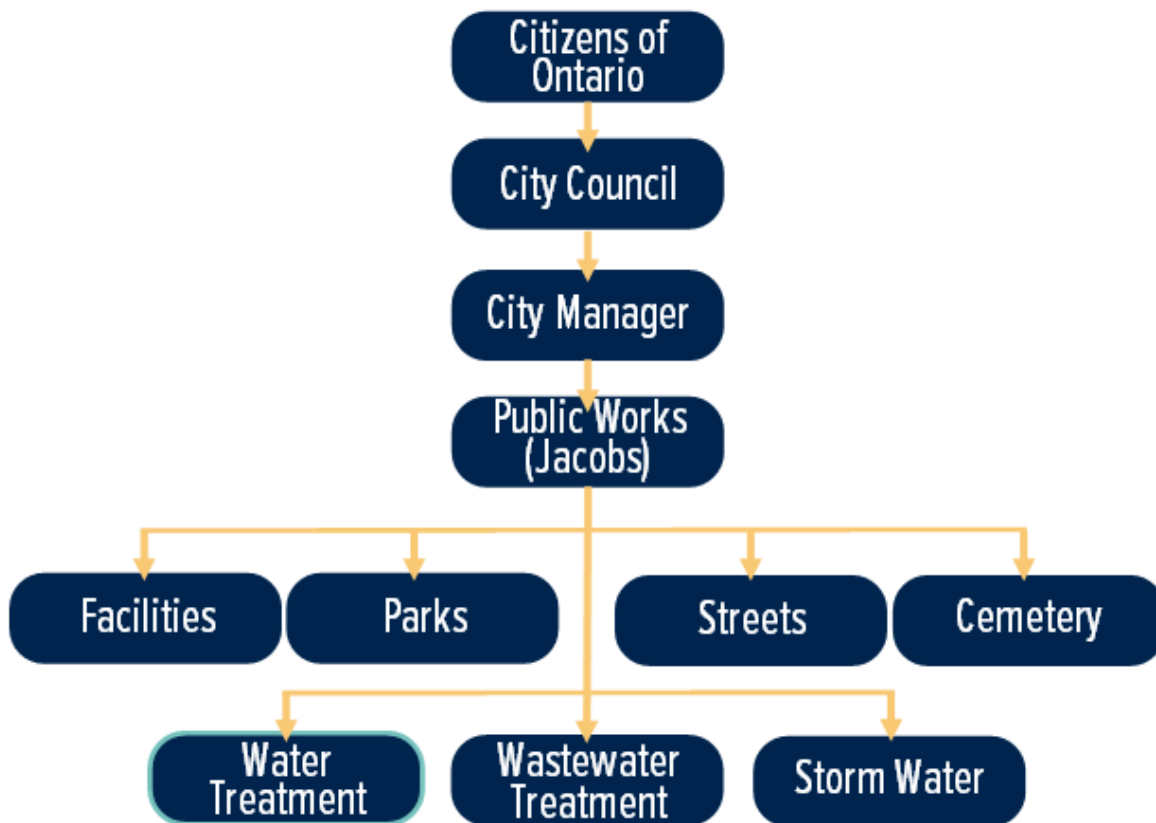 Citizens of
Ontario
City Council
City Manager
Public Works
(Jacobs)
Facilities
Parks
Streets
Cemetery
Water
Treatment
Wastewater
Treatment
Storm Water